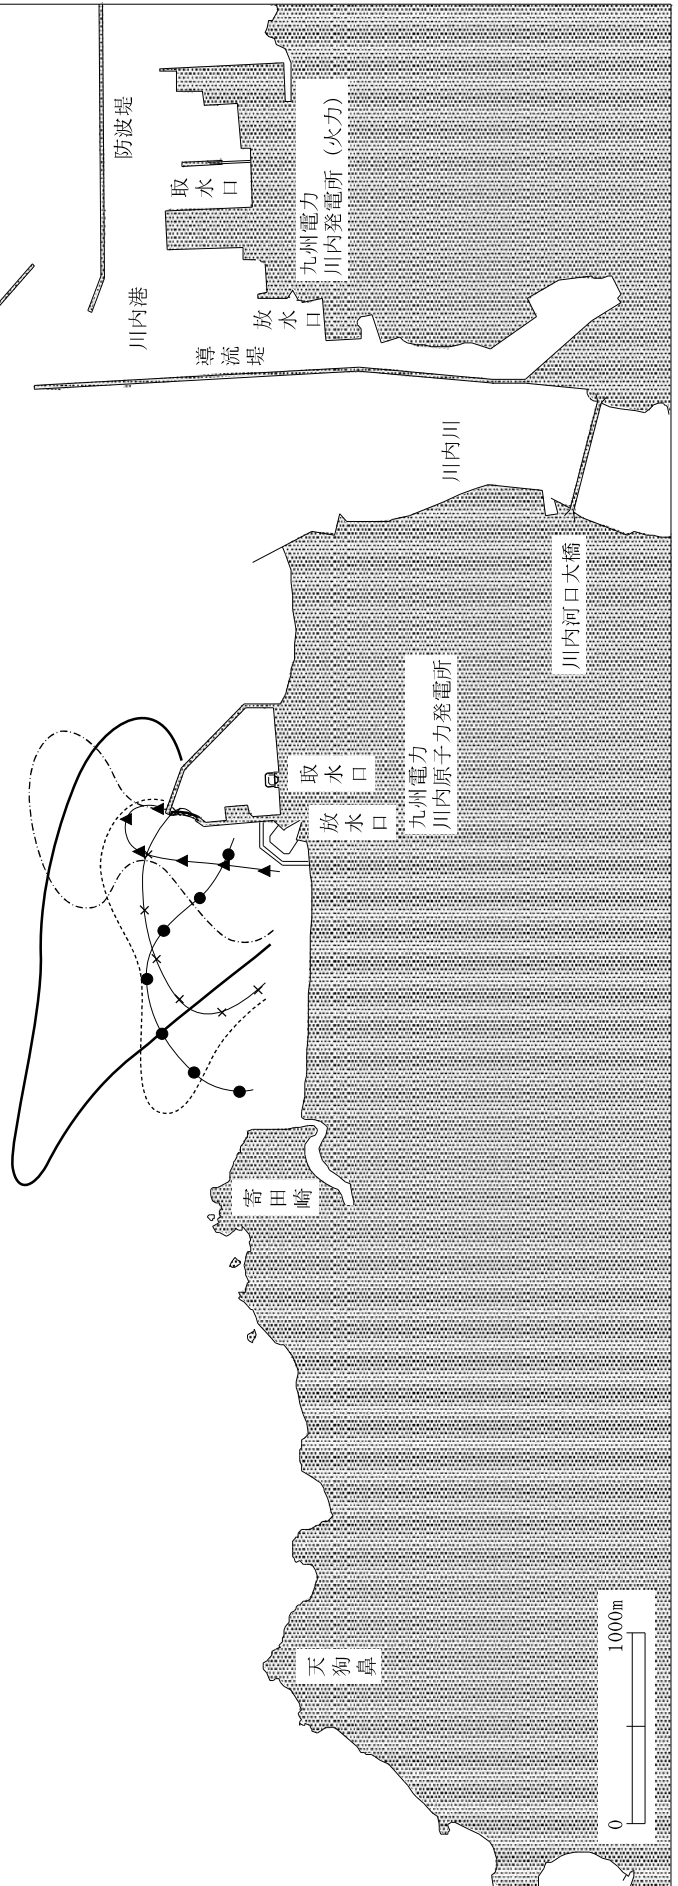 防波堤
取水口
九州電力
川内発電所（火力）
川内港
放水口
導流堤
川内川
川内河口大橋
九州電力
川内原子力発電所
取水口
放水口
寄田崎
天狗鼻
0 1000m